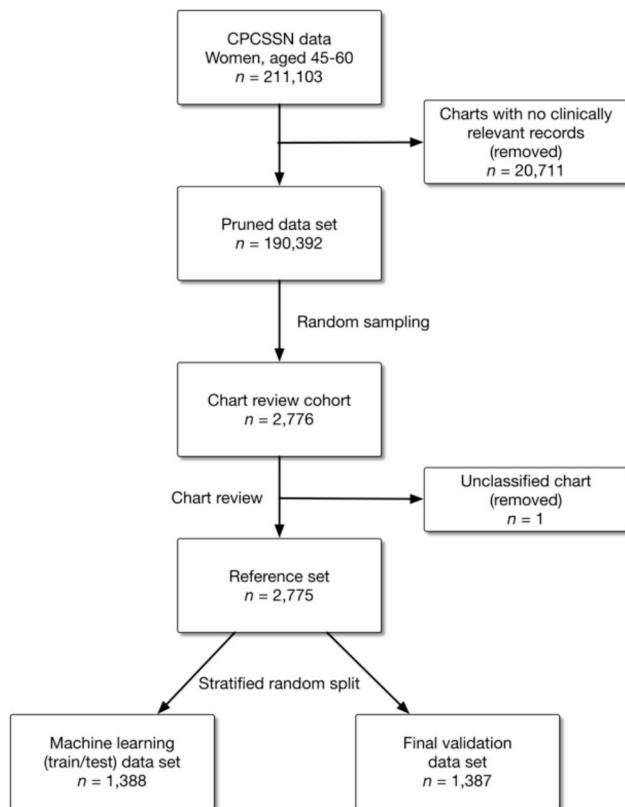 CPCSSN data
Women, aged 45-60
n = 211,103
Charts with no clinically
relevant records
(removed)
n = 20,711
Pruned data set
n = 190,392
Random sampling
Chart review cohort
n = 2,776
Chart review
Unclassified chart
(removed)
n = 1
Reference set
n = 2,775
Stratified random split
Machine learning
(train/test) data set
n = 1,388
Final validation
data set
n = 1,387